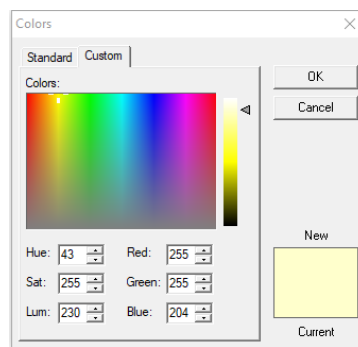 Colors
Standard Custom
Colors:
OK
Cancel
Hue: 43 Red: 255
Sat: 255 Green: 255
Lum: 230 Blue: 204
New
Current